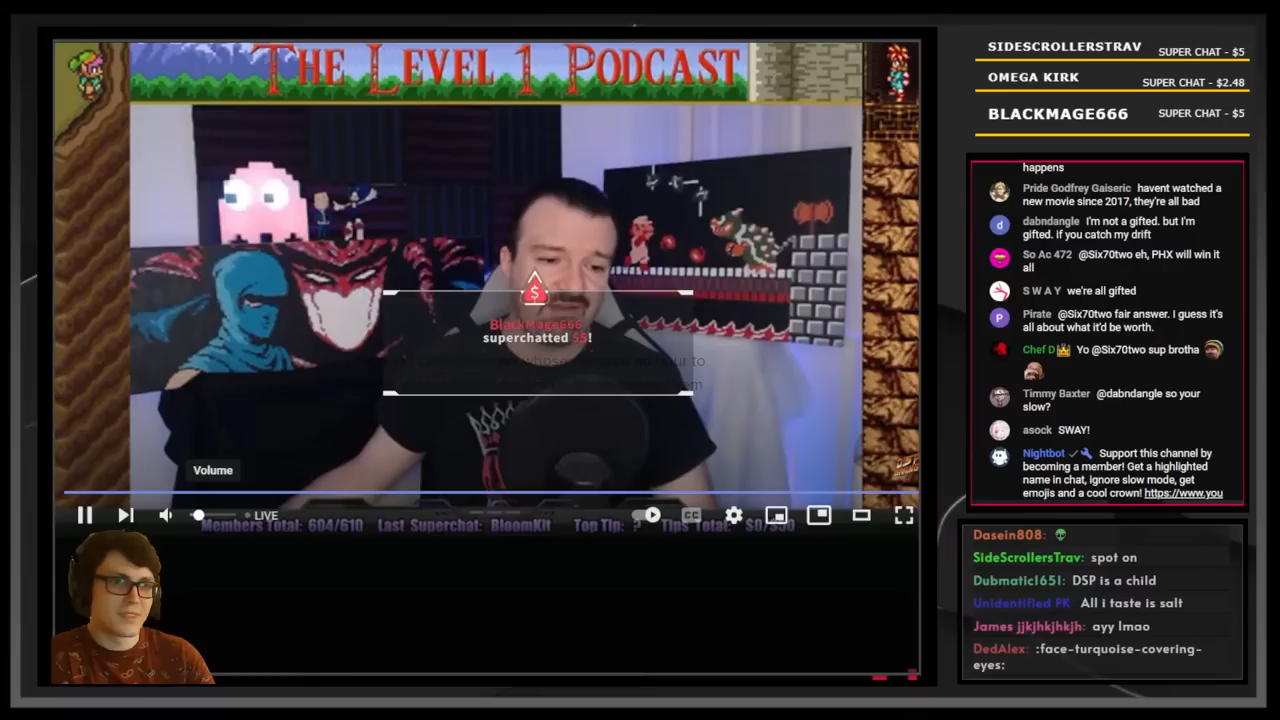 THE LEVEL 1 PODCAST
BlackMage666
superchatted $5!
whose
our to
Volume
LIVE
CC
Members Total: 604/610 Last Superchat: BloomKit Top Tip: ? Tips Total:
SIDESCROLLERSTRAV SUPER CHAT - $5
OMEGA KIRK SUPER CHAT - $2.48
BLACKMAGE666 SUPER CHAT - $5
happens
Pride Godfrey Gaiseric havent watched a
new movie since 2017, they're all bad
d dabndangle I'm not a gifted. but I'm
gifted. if you catch my drift
So Ac 472 @Six70two eh, PHX will win it
all
S W A Y we're all gifted
P Pirate @Six70two fair answer. I guess it's
all about what it'd be worth.
Chef D Yo @Six70two sup brotha
Timmy Baxter @dabndangle so your
slow?
asock SWAY!
Nightbot Support this channel by
becoming a member! Get a highlighted
name in chat, ignore slow mode, get
emojis and a cool crown! https://www.you
Dasein808:
SideScrollersTrav: spot on
Dubmatic1651: DSP is a child
Unidentified PK: All i taste is salt
James jjkjhkjhkjh: ayy lmao
DedAlex: :face-turquoise-covering-
eyes: